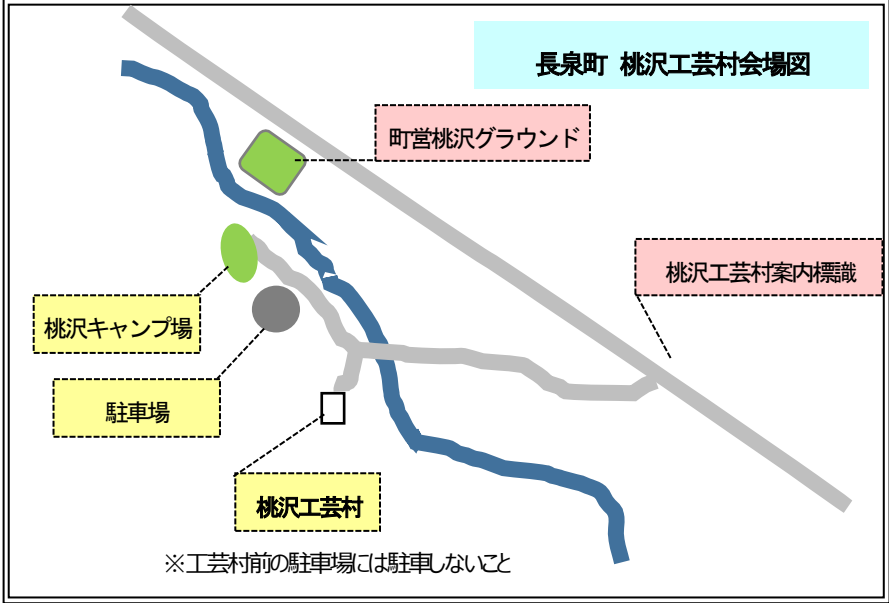 長泉町 桃沢工芸村会場図
町営桃沢グラウンド
桃沢工芸村案内標識
桃沢キャンプ場
駐車場
桃沢工芸村
※工芸村前の駐車場には駐車しないこと